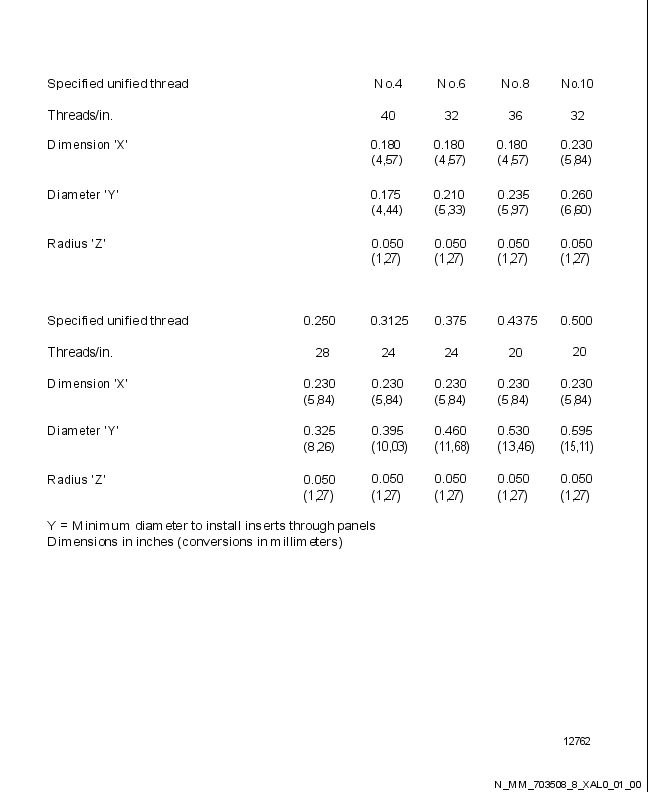 Specified unified thread No.4 No.6 No.8 No.10
Threads/in. 40 32 36 32
Dimension 'X' 0.180 0.180 0.180 0.230
(4,57) (4,57) (4,57) (5,84)
Diameter 'Y' 0.175 0.210 0.235 0.260
(4,44) (5,33) (5,97) (6,60)
Radius 'Z' 0.050 0.050 0.050 0.050
(1,27) (1,27) (1,27) (1,27)
Specified unified thread 0.250 0.3125 0.375 0.4375 0.500
Threads/in. 28 24 24 20 20
Dimension 'X' 0.230 0.230 0.230 0.230 0.230
(5,84) (5,84) (5,84) (5,84) (5,84)
Diameter 'Y' 0.325 0.395 0.460 0.530 0.595
(8,26) (10,03) (11,68) (13,46) (15,11)
Radius 'Z' 0.050 0.050 0.050 0.050 0.050
(1,27) (1,27) (1,27) (1,27) (1,27)
Y = Minimum diameter to install inserts through panels
Dimensions in inches (conversions in millimeters)
12762
N_MM_703508_8_XAL0_01_00